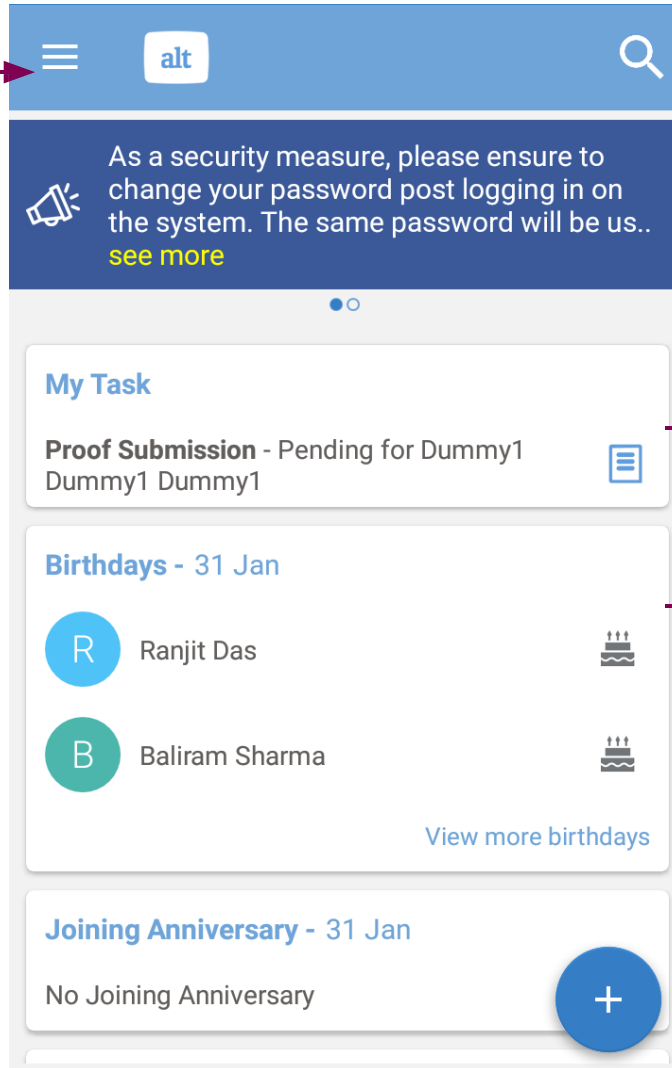 alt
As a security measure, please ensure to
change your password post logging in on
the system. The same password will be us..
see more
My Task
Proof Submission - Pending for Dummy1
Dummy1 Dummy1
Birthdays - 31 Jan
R Ranjit Das
B Baliram Sharma
View more birthdays
Joining Anniversary - 31 Jan
No Joining Anniversary
+